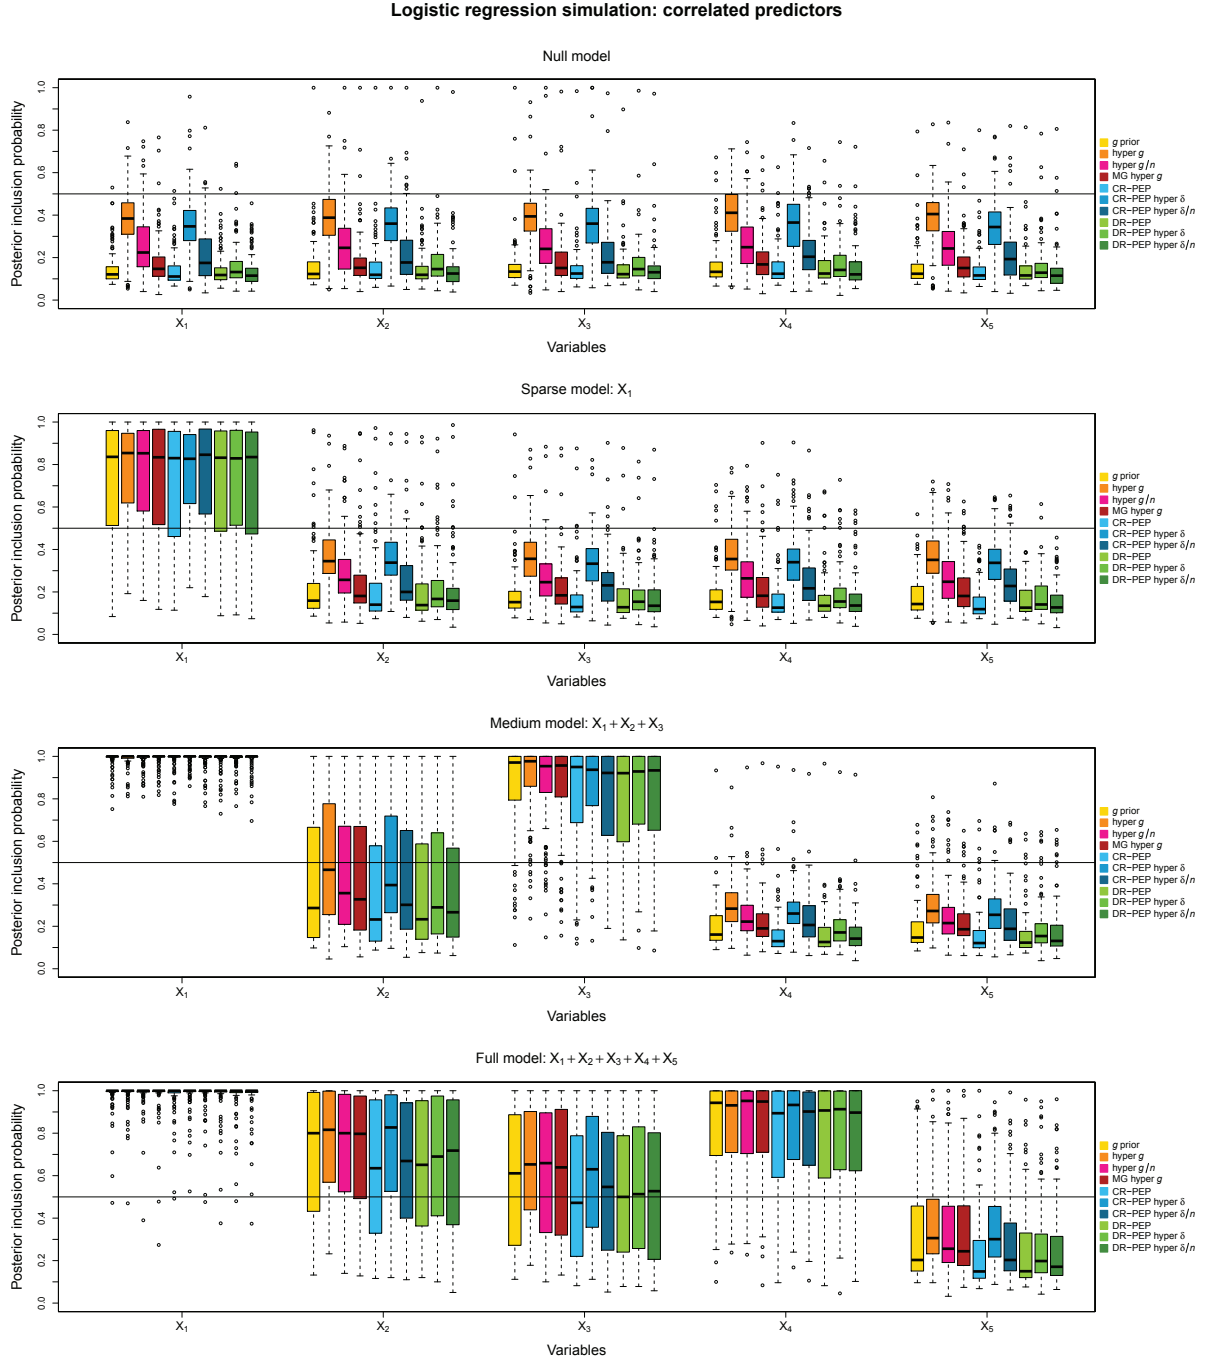 Logistic regression simulation: correlated predictors
Null model
Posterior inclusion probability
0.0 0.2 0.4 0.6 0.8 1.0
X1 X2 X3 X4 X5
Variables
g prior
hyper g
hyper g/n
MG hyper g
CR−PEP
CR−PEP hyper δ
CR−PEP hyper δ/n
DR−PEP
DR−PEP hyper δ
DR−PEP hyper δ/n
Sparse model: X1
Posterior inclusion probability
0.0 0.2 0.4 0.6 0.8 1.0
X1 X2 X3 X4 X5
Variables
g prior
hyper g
hyper g/n
MG hyper g
CR−PEP
CR−PEP hyper δ
CR−PEP hyper δ/n
DR−PEP
DR−PEP hyper δ
DR−PEP hyper δ/n
Medium model: X1 + X2 + X3
Posterior inclusion probability
0.0 0.2 0.4 0.6 0.8 1.0
X1 X2 X3 X4 X5
Variables
g prior
hyper g
hyper g/n
MG hyper g
CR−PEP
CR−PEP hyper δ
CR−PEP hyper δ/n
DR−PEP
DR−PEP hyper δ
DR−PEP hyper δ/n
Full model: X1 + X2 + X3 + X4 + X5
Posterior inclusion probability
0.0 0.2 0.4 0.6 0.8 1.0
X1 X2 X3 X4 X5
Variables
g prior
hyper g
hyper g/n
MG hyper g
CR−PEP
CR−PEP hyper δ
CR−PEP hyper δ/n
DR−PEP
DR−PEP hyper δ
DR−PEP hyper δ/n